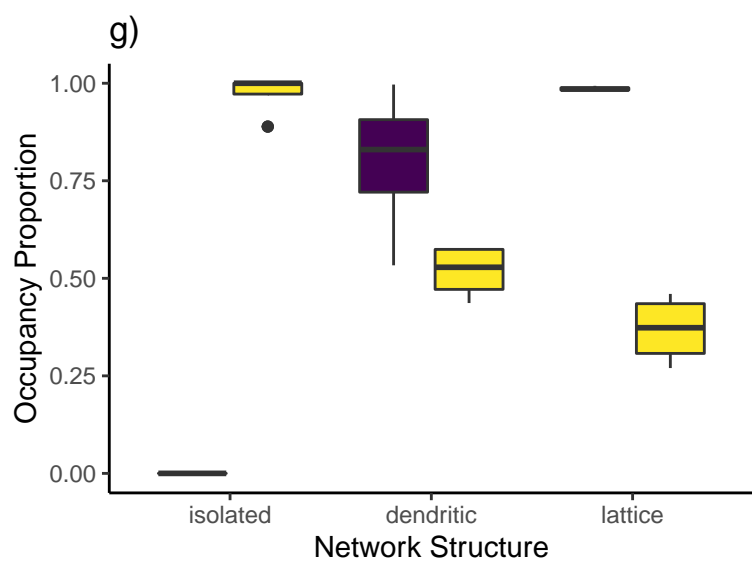 g)
1.00
0.75
0.50
0.25
0.00
Occupancy Proportion
isolated dendritic lattice
Network Structure